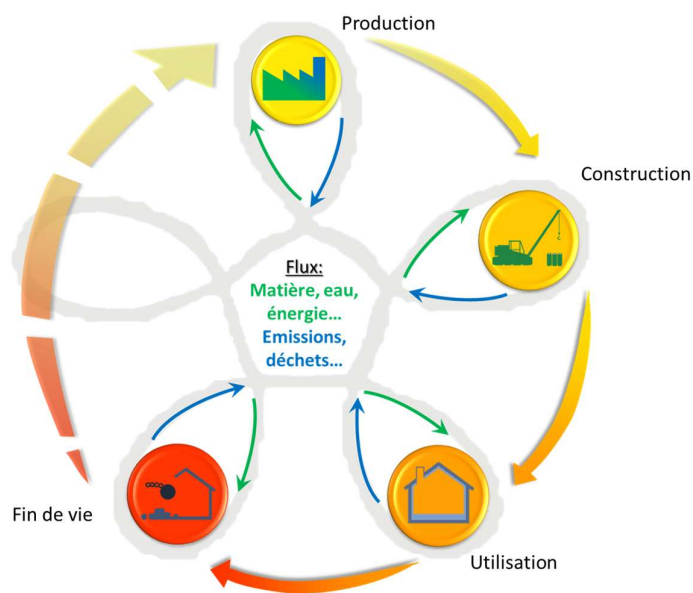 Production
Construction
Flux:
Matière, eau,
énergie...
Emissions,
déchets...
Fin de vie
Utilisation